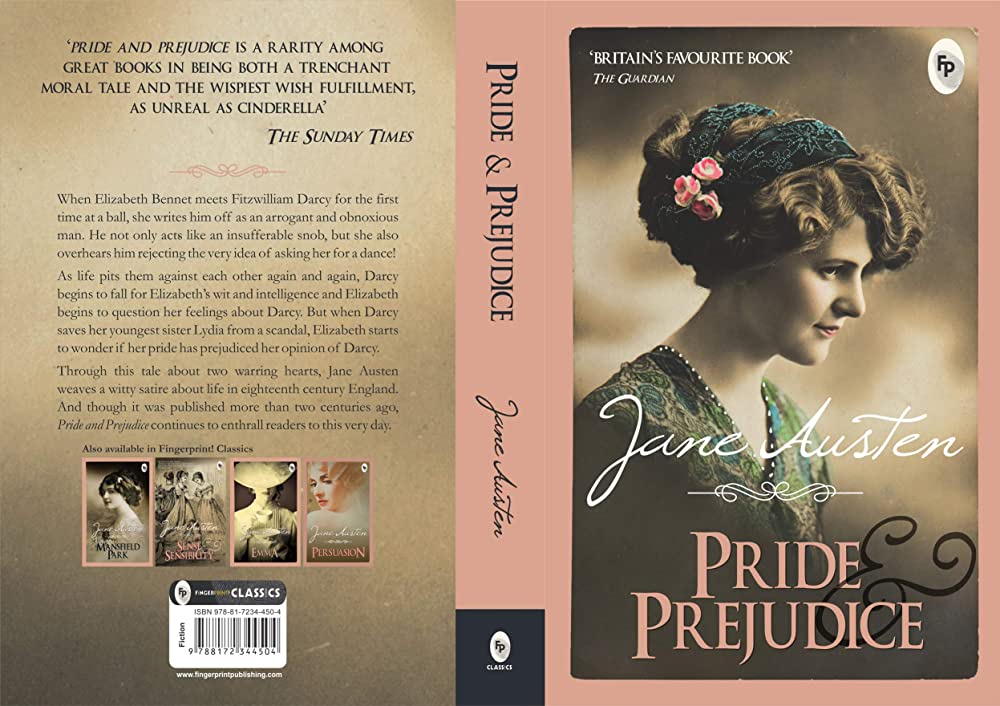 ‘PRIDE AND PREJUDICE IS A RARITY AMONG
GREAT BOOKS IN BEING BOTH A TRENCHANT
MORAL TALE AND THE WISPIEST WISH FULFILLMENT,
AS UNREAL AS CINDERELLA’
THE SUNDAY TIMES
When Elizabeth Bennet meets Fitzwilliam Darcy for the first
time at a ball, she writes him off as an arrogant and obnoxious
man. He not only acts like an insufferable snob, but she also
overhears him rejecting the very idea of asking her for a dance!
As life pits them against each other again and again, Darcy
begins to fall for Elizabeth’s wit and intelligence and Elizabeth
begins to question her feelings about Darcy. But when Darcy
saves her youngest sister Lydia from a scandal, Elizabeth starts
to wonder if her pride has prejudiced her opinion of Darcy.
Through this tale about two warring hearts, Jane Austen
weaves a witty satire about life in eighteenth century England.
And though it was published more than two centuries ago,
Pride and Prejudice continues to enthrall readers to this very day.
Also available in Fingerprint! Classics
Jane Austen
MANSFIELD
PARK
Jane Austen
SENSE &
SENSIBILITY
Jane Austen
EMMA
Jane Austen
PERSUASION
FP FINGERPRINT! CLASSICS
ISBN 978-81-7234-450-4
Fiction
9 788172 344504
www.fingerprintpublishing.com
PRIDE & PREJUDICE
Jane Austen
FP
CLASSICS
‘BRITAIN’S FAVOURITE BOOK’
THE GUARDIAN
FP
Jane Austen
PRIDE &
PREJUDICE